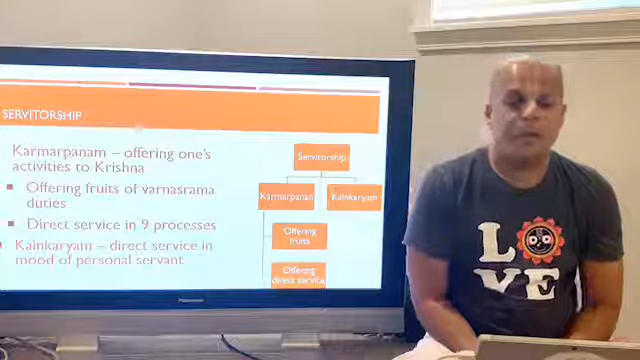 SERVITORSHIP
Karmarpanam – offering one's
activities to Krishna
Offering fruits of varnasrama
duties
Direct service in 9 processes
Kainkaryam – direct service in
mood of personal servant
Servitorship
Karmarpanam
Kainkaryam
Offering
fruits
Offering
direct service
L VE